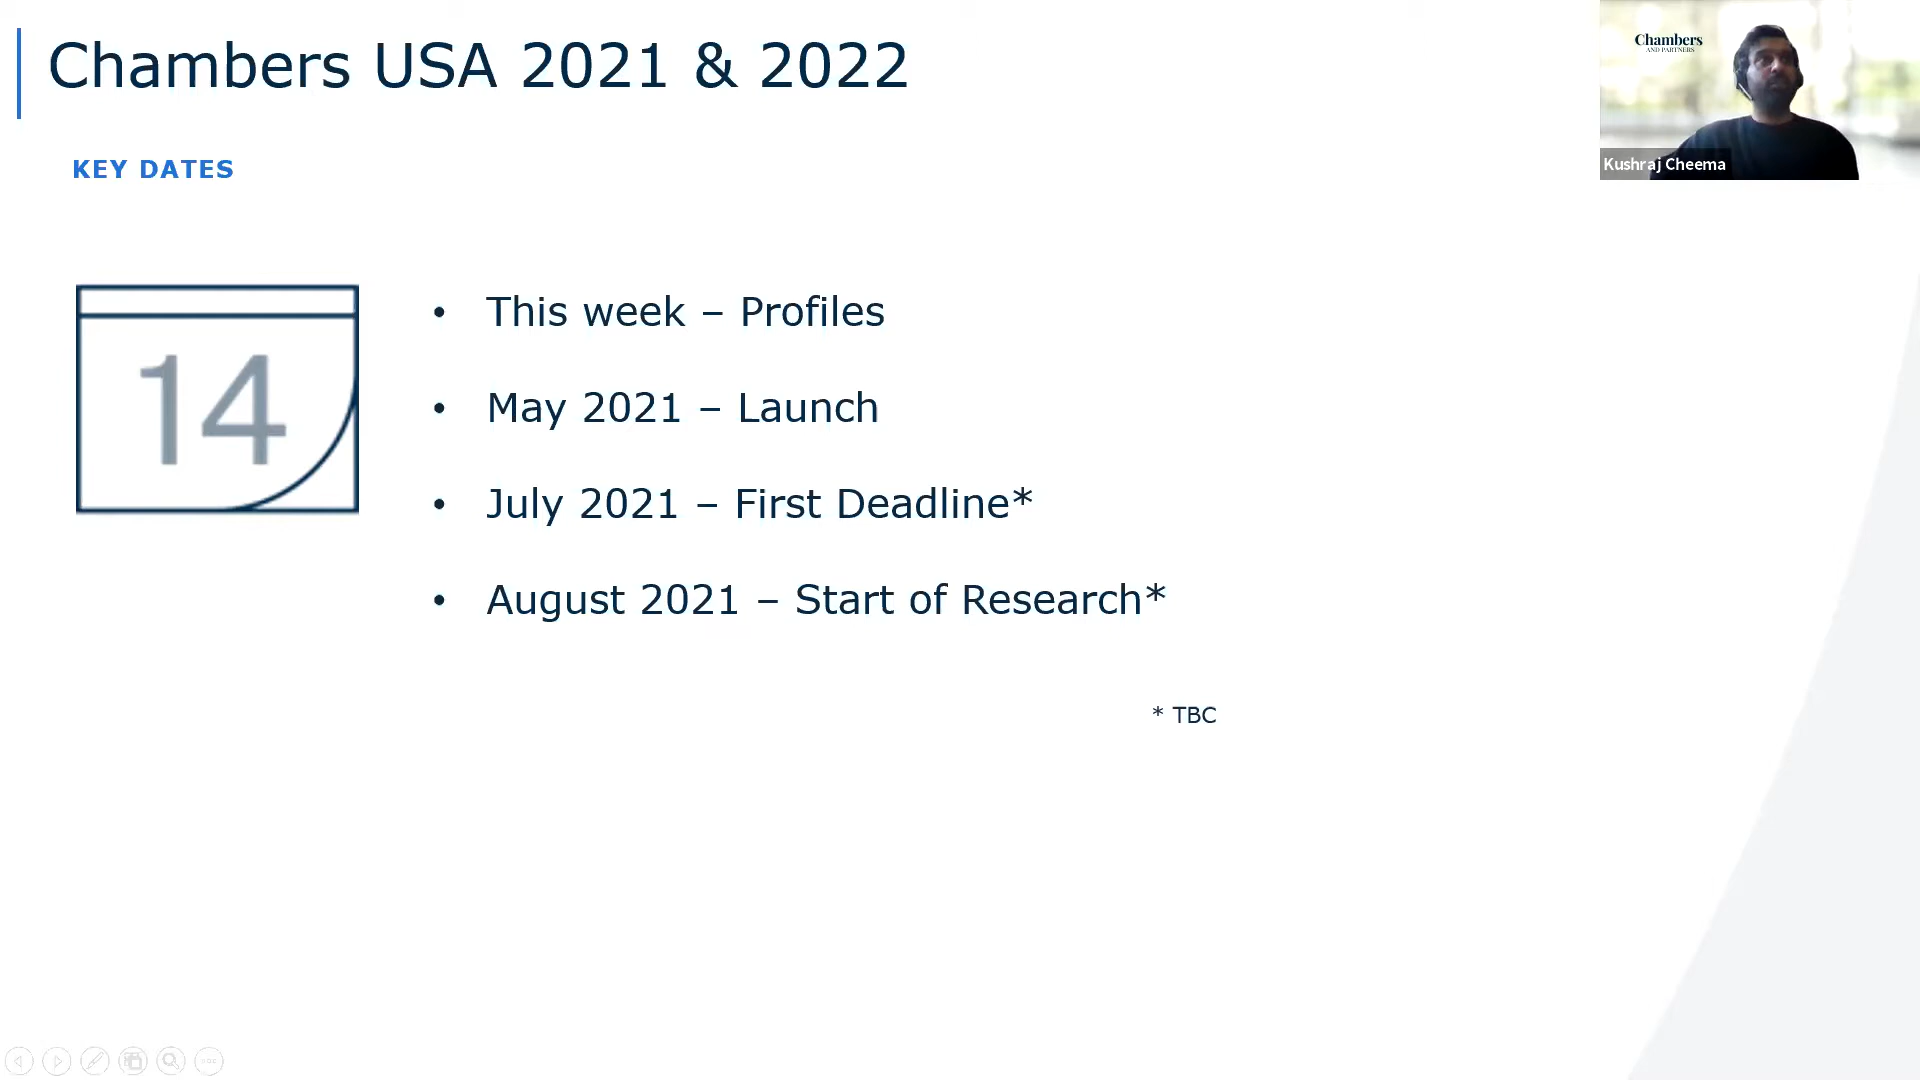 Chambers USA 2021 & 2022
Chambers
AND PARTNERS
Kushraj Cheema
KEY DATES
14
• This week – Profiles
• May 2021 – Launch
• July 2021 – First Deadline*
• August 2021 – Start of Research*
* TBC